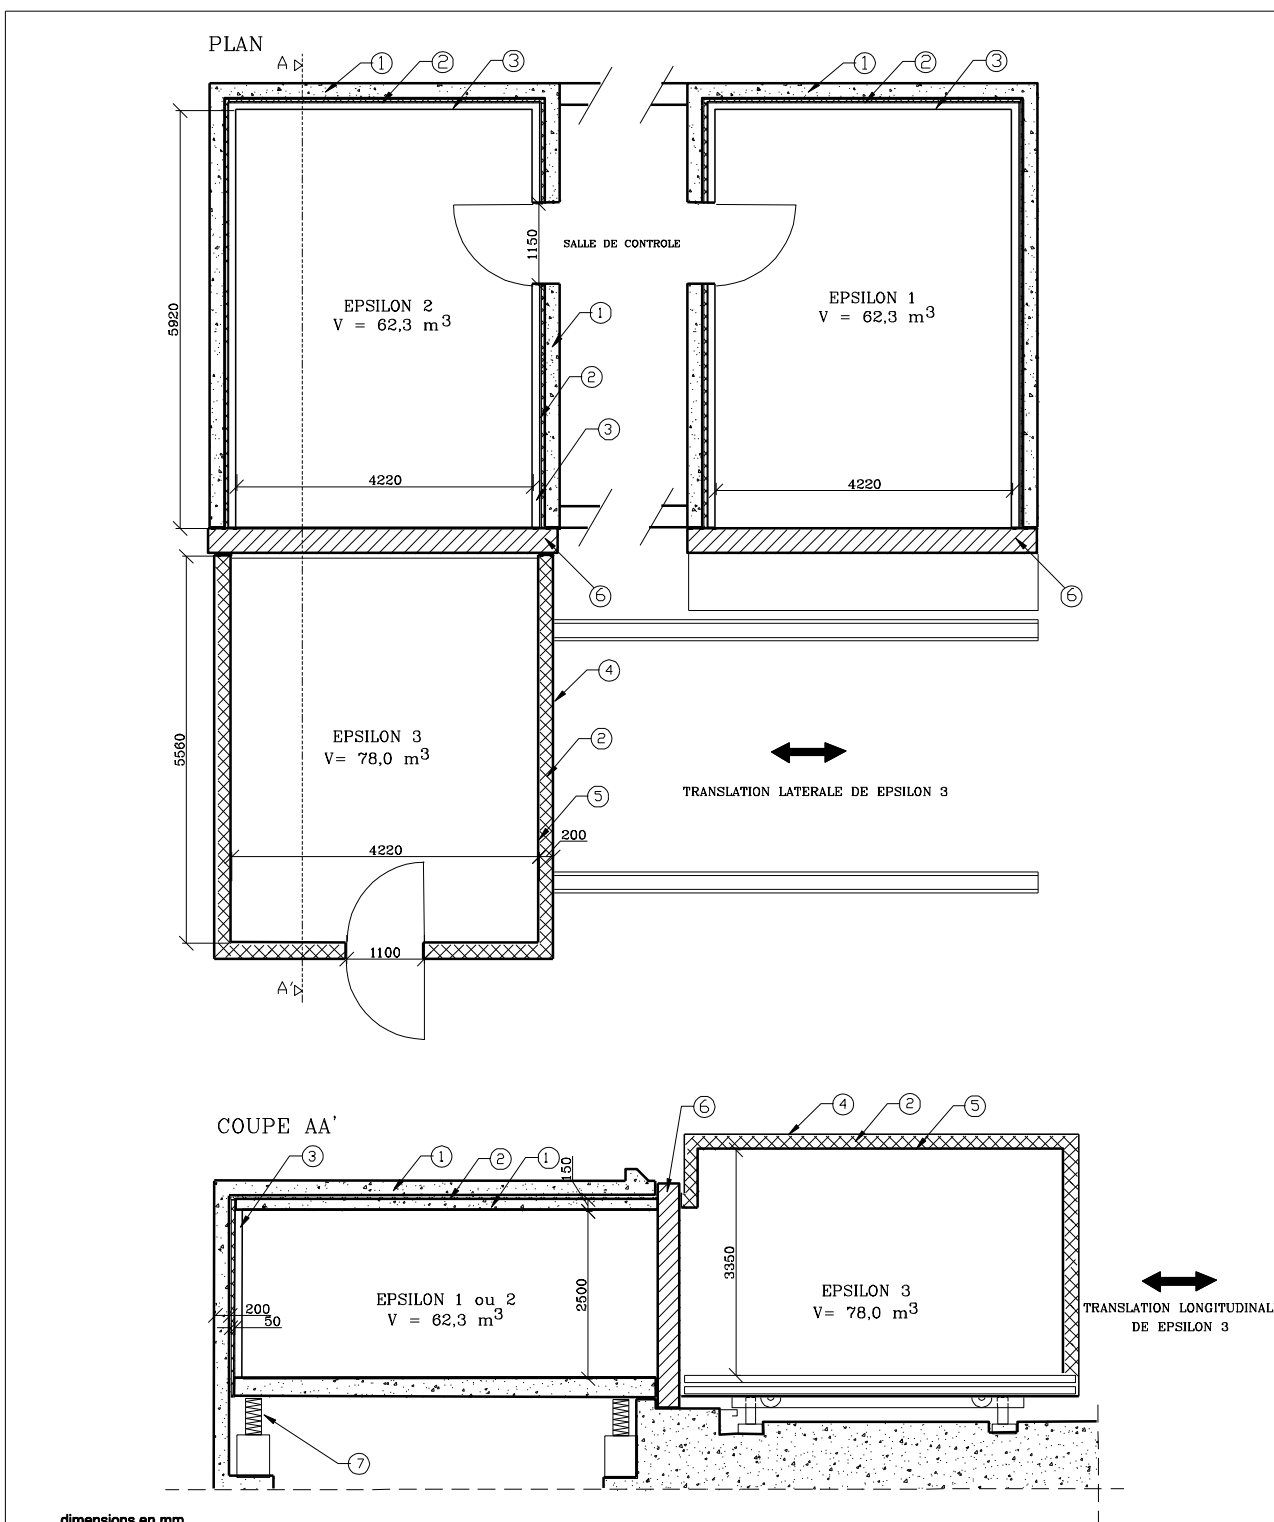 PLAN
A
1
2
3
1
2
3
1150
SALLE DE CONTROLE
5920
EPSILON 2
V = 62,3 m3
EPSILON 1
V = 62,3 m3
1
2
3
4220
4220
6
6
4
5560
EPSILON 3
V= 78,0 m3
2
TRANSLATION LATERALE DE EPSILON 3
5
200
4220
1100
A'
COUPE AA'
6
4
2
5
3
1
2
1
150
3350
2500
EPSILON 1 ou 2
V = 62,3 m3
EPSILON 3
V= 78,0 m3
200
50
TRANSLATION LONGITUDINAL
DE EPSILON 3
7
dimensions en mm